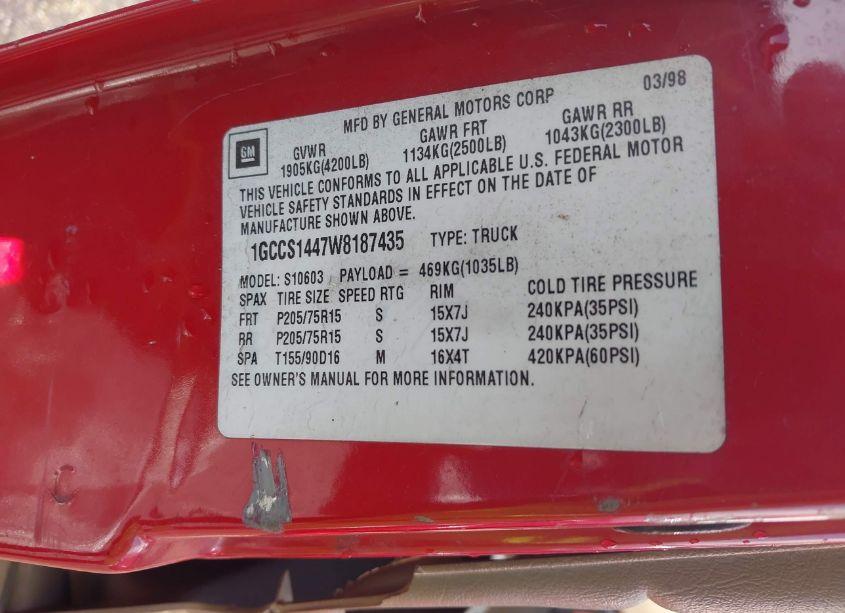 03/98
MFD BY GENERAL MOTORS CORP
GM
GVWR GAWR FRT GAWR RR
1905KG(4200LB) 1134KG(2500LB) 1043KG(2300LB)
THIS VEHICLE CONFORMS TO ALL APPLICABLE U.S. FEDERAL MOTOR
VEHICLE SAFETY STANDARDS IN EFFECT ON THE DATE OF
MANUFACTURE SHOWN ABOVE.
1GCCS1447W8187435 TYPE: TRUCK
MODEL: S10603 PAYLOAD = 469KG(1035LB)
SPAX TIRE SIZE SPEED RTG RIM COLD TIRE PRESSURE
FRT P205/75R15 S 15X7J 240KPA(35PSI)
RR P205/75R15 S 15X7J 240KPA(35PSI)
SPA T155/90D16 M 16X4T 420KPA(60PSI)
SEE OWNER'S MANUAL FOR MORE INFORMATION.